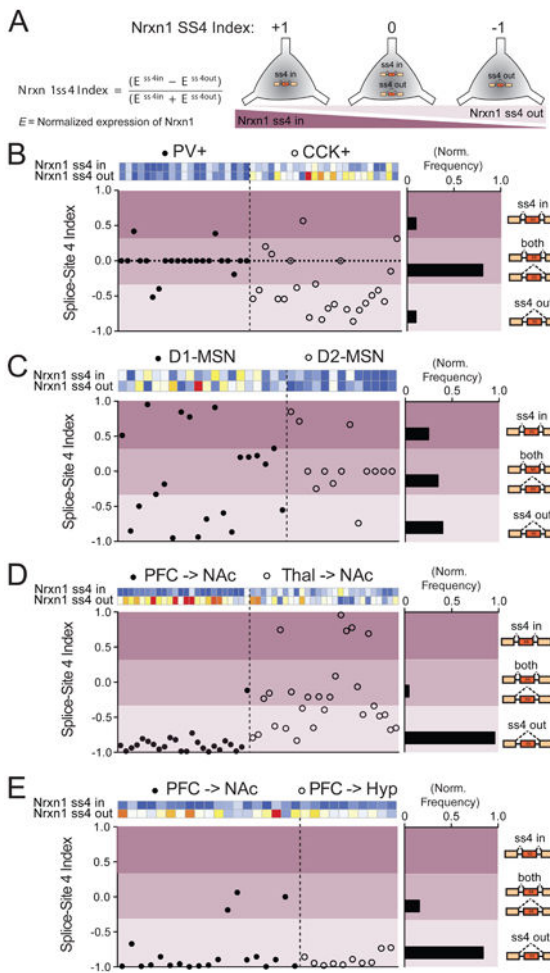 A
Nrxn1 SS4 Index: +1 0 -1
Nrxn 1ss4 Index = (E ss4in − E ss4out) / (E ss4in + E ss4out)
E = Normalized expression of Nrxn1
ss4 in
ss4 in
ss4 out
ss4 out
Nrxn1 ss4 in
Nrxn1 ss4 out
B
PV+ CCK+
Nrxn1 ss4 in
Nrxn1 ss4 out
Splice-Site 4 Index
1.0
0.5
0.0
-0.5
-1.0
(Norm. Frequency)
0 0.5 1.0
ss4 in
both
ss4 out
C
D1-MSN D2-MSN
Nrxn1 ss4 in
Nrxn1 ss4 out
Splice-Site 4 Index
1.0
0.5
0.0
-0.5
-1.0
(Norm. Frequency)
0 0.5 1.0
ss4 in
both
ss4 out
D
PFC -> NAc Thal -> NAc
Nrxn1 ss4 in
Nrxn1 ss4 out
Splice-Site 4 Index
1.0
0.5
0.0
-0.5
-1.0
(Norm. Frequency)
0 0.5 1.0
ss4 in
both
ss4 out
E
PFC -> NAc PFC -> Hyp
Nrxn1 ss4 in
Nrxn1 ss4 out
Splice-Site 4 Index
1.0
0.5
0.0
-0.5
-1.0
(Norm. Frequency)
0 0.5 1.0
ss4 in
both
ss4 out